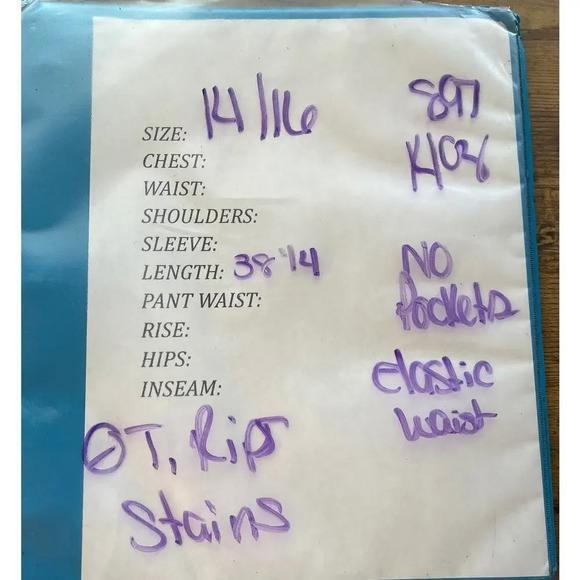 SIZE: 14/16
897
CHEST:
1408
WAIST:
SHOULDERS:
SLEEVE:
LENGTH: 38 1/4
NO
Pockets
PANT WAIST:
RISE:
HIPS:
elastic
waist
INSEAM:
ØT, Rips
Stains